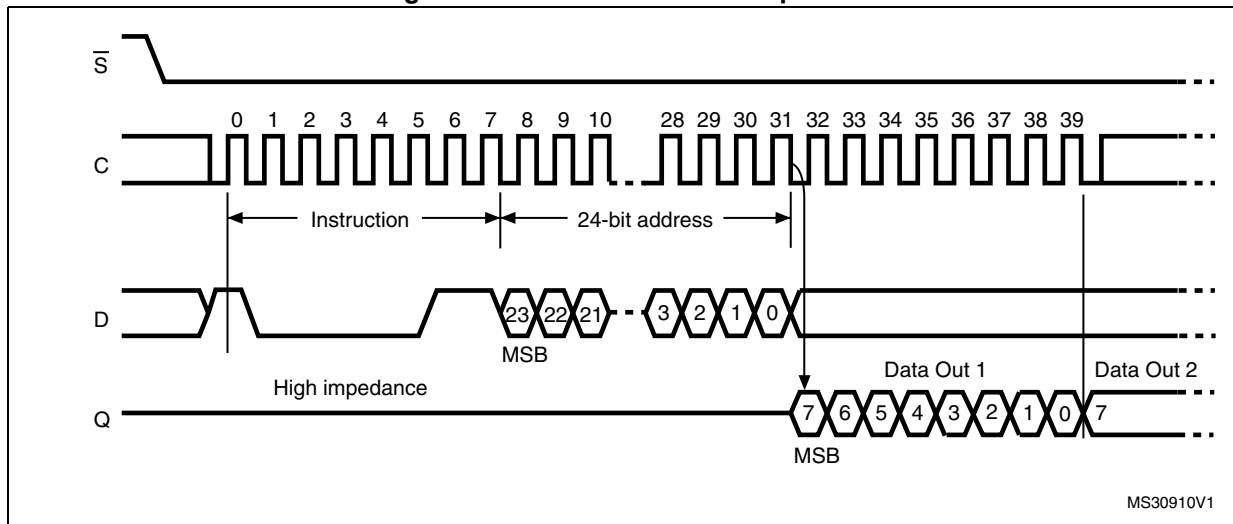 S
0 1 2 3 4 5 6 7 8 9 10 28 29 30 31 32 33 34 35 36 37 38 39
C
Instruction 24-bit address
D 23 22 21 3 2 1 0
MSB
High impedance Data Out 1 Data Out 2
Q 7 6 5 4 3 2 1 0 7
MSB
MS30910V1